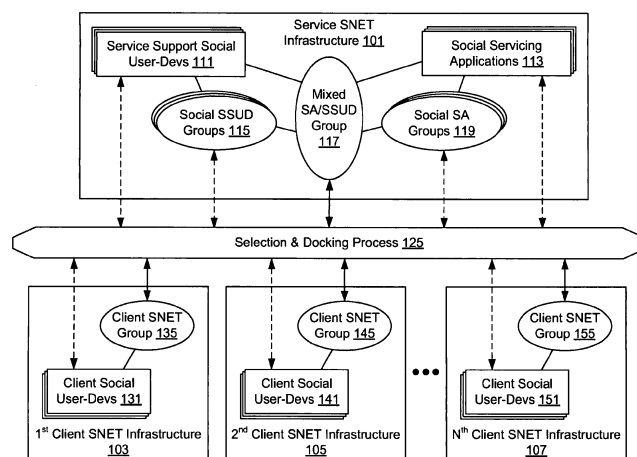 Service SNET
Infrastructure 101
Service Support Social
User-Devs 111
Social Servicing
Applications 113
Mixed
SA/SSUD
Group
117
Social SSUD
Groups 115
Social SA
Groups 119
Selection & Docking Process 125
Client SNET
Group 135
Client Social
User-Devs 131
1st Client SNET Infrastructure
103
Client SNET
Group 145
Client Social
User-Devs 141
2nd Client SNET Infrastructure
105
Client SNET
Group 155
Client Social
User-Devs 151
Nth Client SNET Infrastructure
107